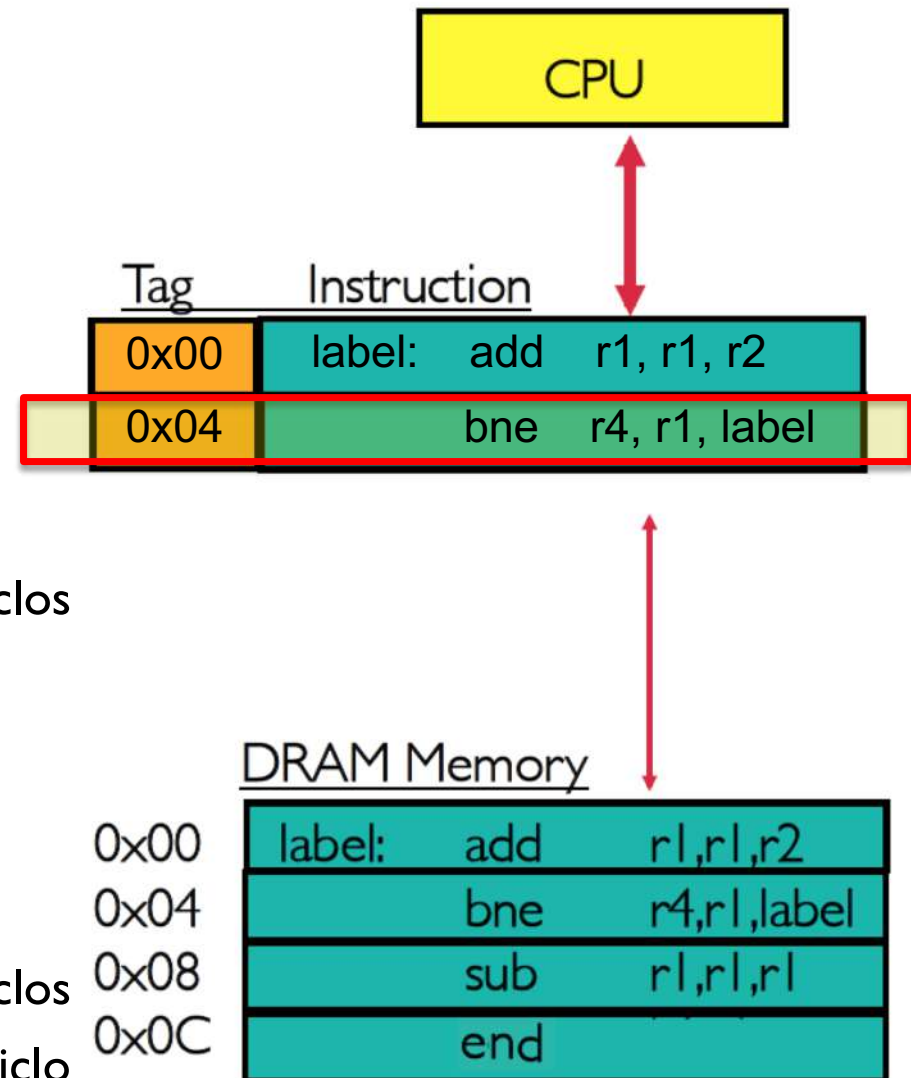 CPU
Tag Instruction
0x00 label: add r1, r1, r2
0x04 bne r4, r1, label
clos
DRAM Memory
0x00 label: add r1,r1,r2
0x04 bne r4,r1,label
clos 0x08 sub r1,r1,r1
0x0C end
iclo